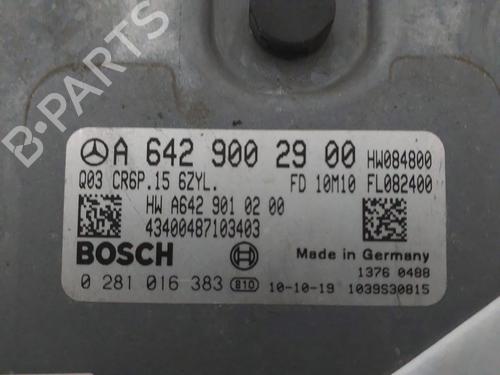 A 642 900 29 00 HW084800
Q03 CR6P.15 6ZYL. FD 10M10 FL082400
HW A642 901 02 00
43400487103403
BOSCH Made in Germany
1376 0488
0 281 016 383 810 10-10-19 1039S30815